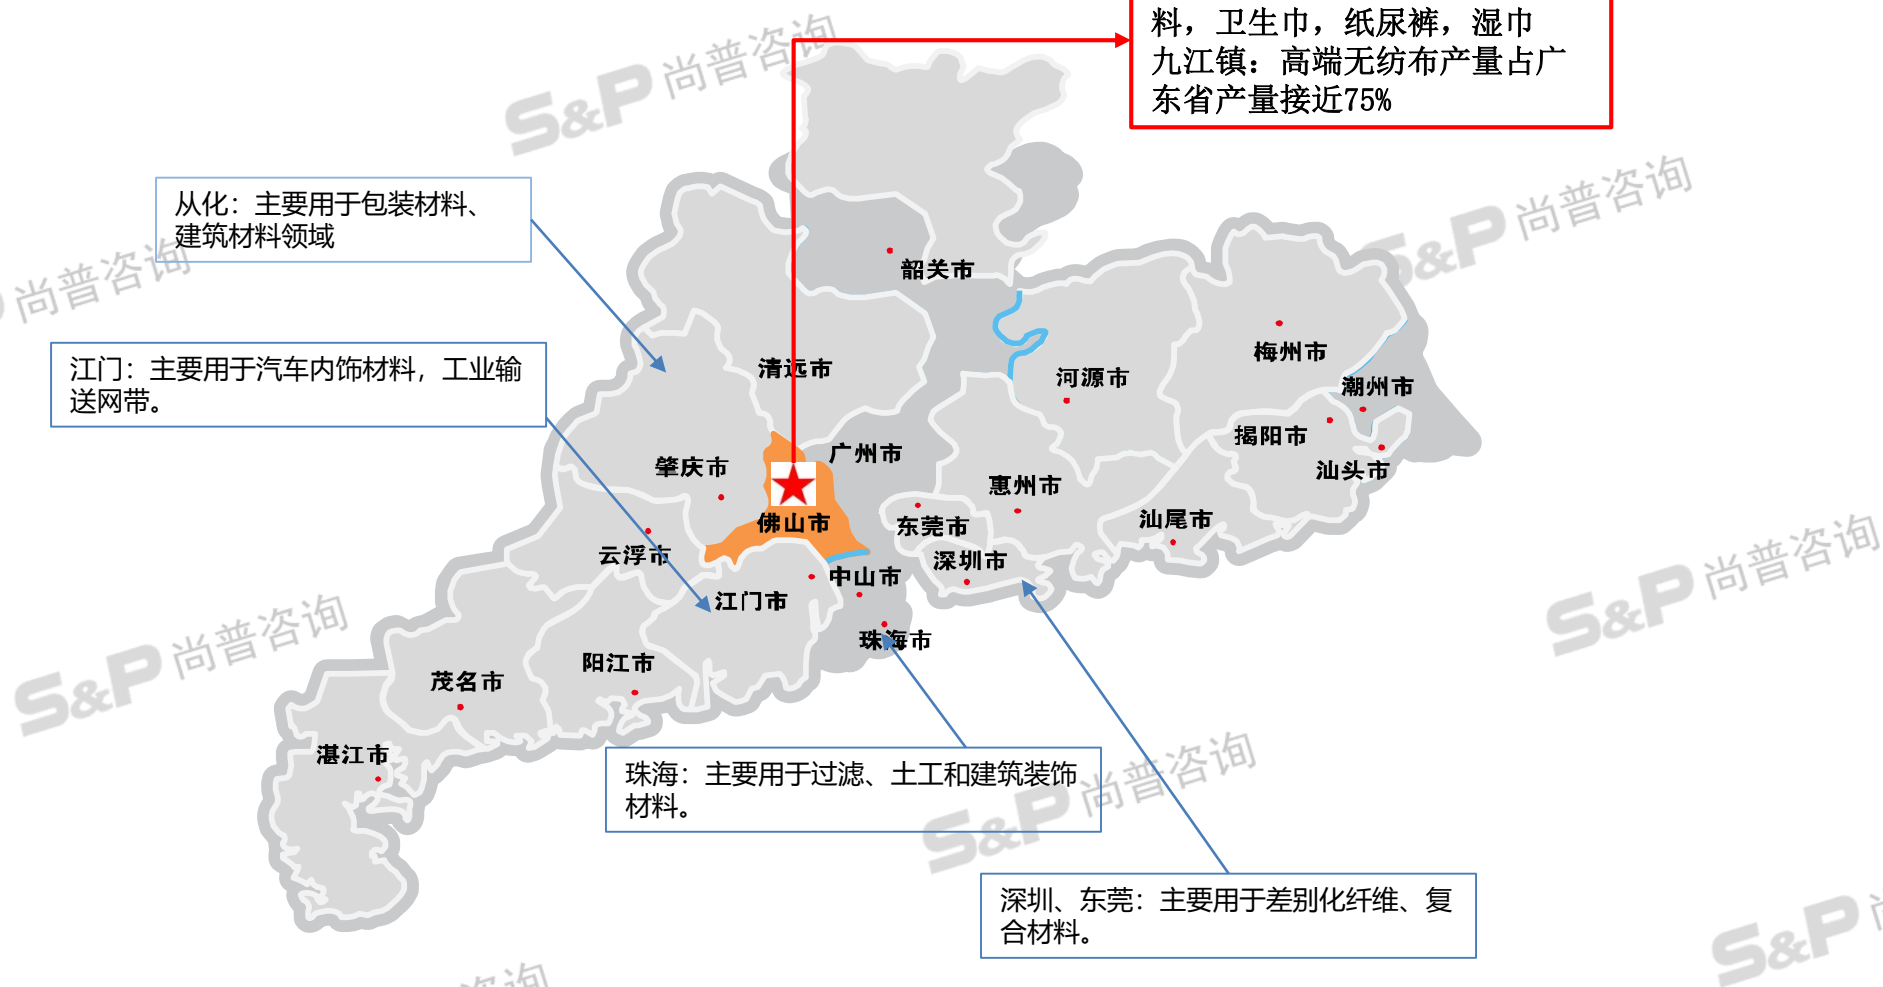 料，卫生巾，纸尿裤，湿巾
九江镇：高端无纺布产量占广
东省产量接近75%
S&P 尚普咨询
从化：主要用于包装材料、
建筑材料领域
S&P 尚普咨询
P 尚普咨询
韶关市
江门：主要用于汽车内饰材料，工业输
送网带。
清远市
河源市
梅州市
潮州市
揭阳市
广州市
肇庆市
汕头市
惠州市
佛山市
东莞市
汕尾市
云浮市
深圳市
中山市
S&P 尚普咨询
江门市
珠海市
S&P 尚普咨询
阳江市
茂名市
湛江市
珠海：主要用于过滤、土工和建筑装饰
材料。
S&P 尚普咨询
深圳、东莞：主要用于差别化纤维、复
合材料。
S&P 尚
咨询